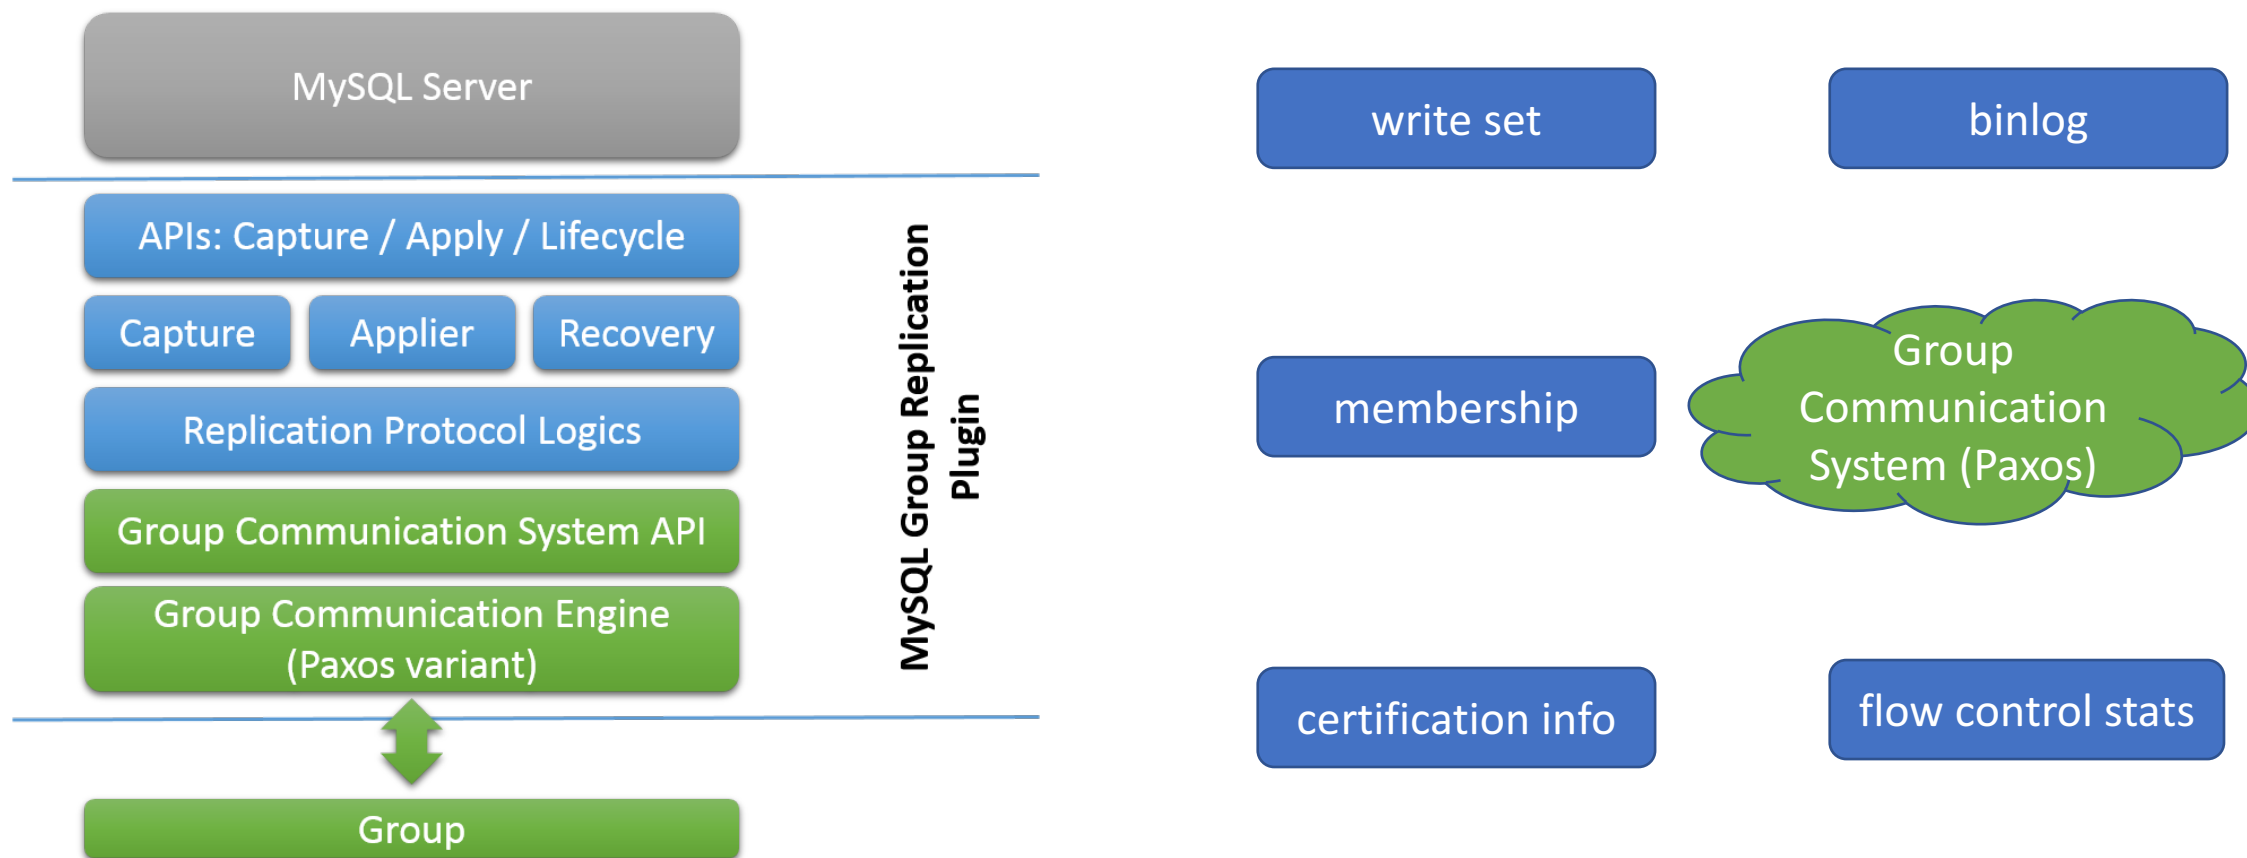 MySQL Server
APIs: Capture / Apply / Lifecycle
Capture
Applier
Recovery
Replication Protocol Logics
Group Communication System API
Group Communication Engine
(Paxos variant)
Group
MySQL Group Replication
Plugin
write set
binlog
membership
Group
Communication
System (Paxos)
certification info
flow control stats